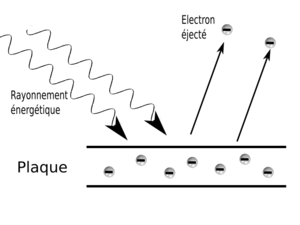 Electron
éjecté
Rayonnement
énergétique
Plaque